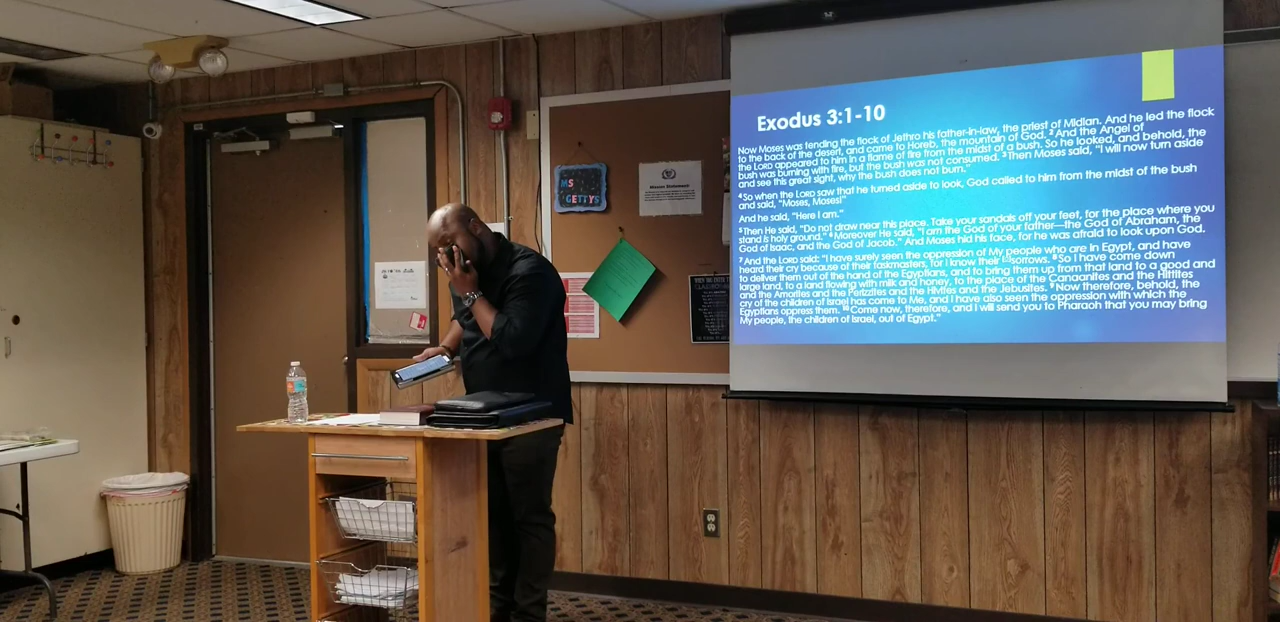 MS
GETTYS
Mission Statement
Exodus 3:1-10
Now Moses was tending the flock of Jethro his father-in-law, the priest of Midian. And he led the flock
to the back of the desert, and came to Horeb, the mountain of God. 2 And the Angel of
the LORD appeared to him in a flame of fire from the midst of a bush. So he looked, and behold, the
bush was burning with fire, but the bush was not consumed. 3 Then Moses said, "I will now turn aside
and see this great sight, why the bush does not burn."
4 So when the LORD saw that he turned aside to look, God called to him from the midst of the bush
and said, "Moses, Moses!"
And he said, "Here I am."
5 Then He said, "Do not draw near this place. Take your sandals off your feet, for the place where you
stand is holy ground." 6 Moreover He said, "I am the God of your father—the God of Abraham, the
God of Isaac, and the God of Jacob." And Moses hid his face, for he was afraid to look upon God.
7 And the LORD said: "I have surely seen the oppression of My people who are in Egypt, and have
heard their cry because of their taskmasters, for I know their sorrows. 8 So I have come down
to deliver them out of the hand of the Egyptians, and to bring them up from that land to a good and
large land, to a land flowing with milk and honey, to the place of the Canaanites and the Hittites
and the Amorites and the Perizzites and the Hivites and the Jebusites. 9 Now therefore, behold, the
cry of the children of Israel has come to Me, and I have also seen the oppression with which the
Egyptians oppress them. 10 Come now, therefore, and I will send you to Pharaoh that you may bring
My people, the children of Israel, out of Egypt."